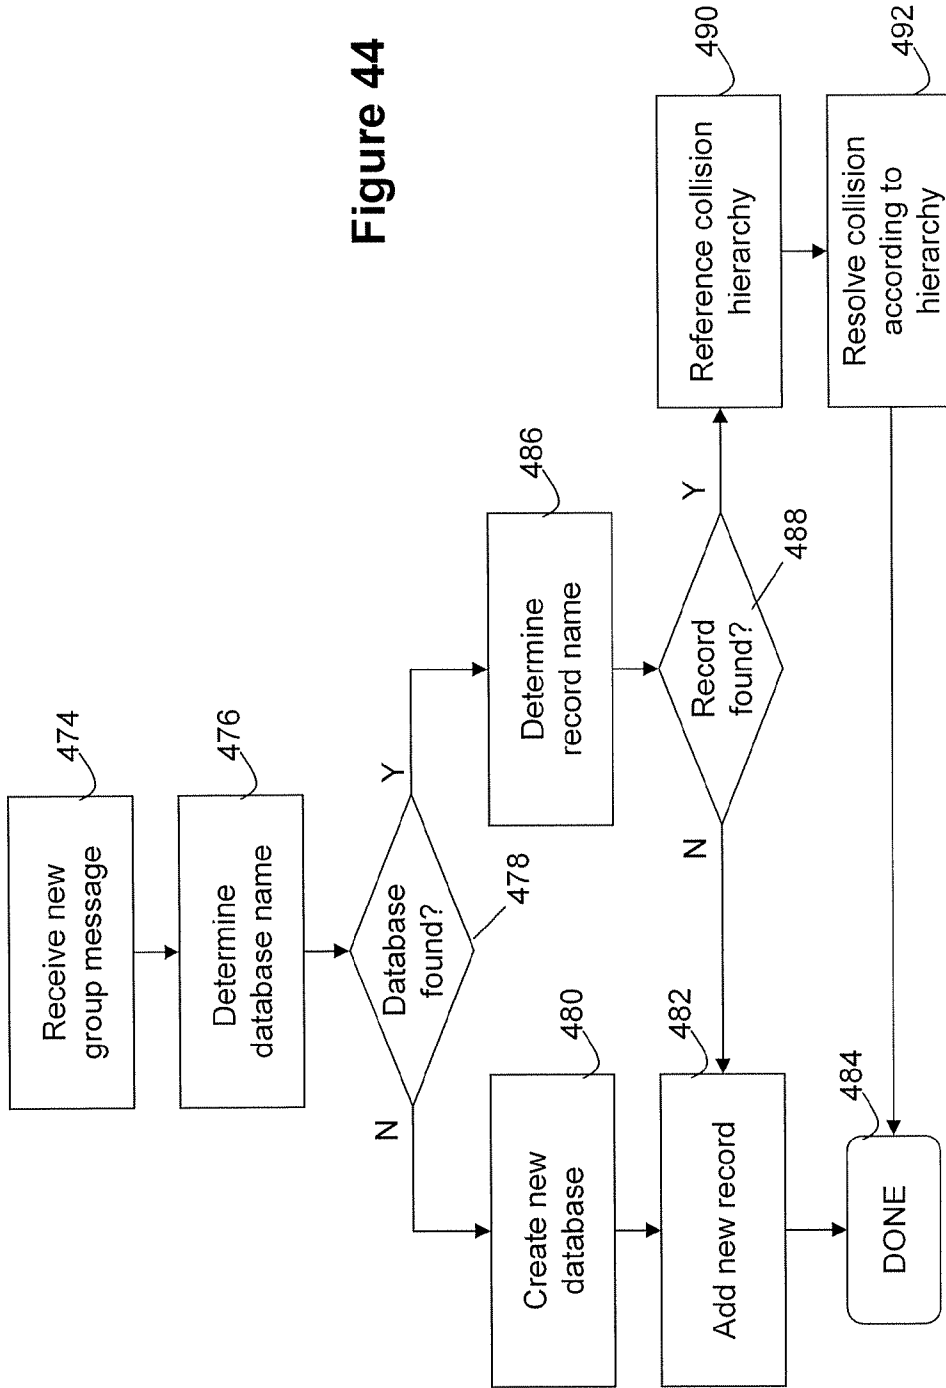 Figure 44
Receive new
group message
474
Determine
database name
476
Database
found?
478
N
Y
Create new
database
480
Determine
record name
486
Add new record
482
N
Record
found?
488
Y
Reference collision
hierarchy
490
DONE
484
Resolve collision
according to
hierarchy
492